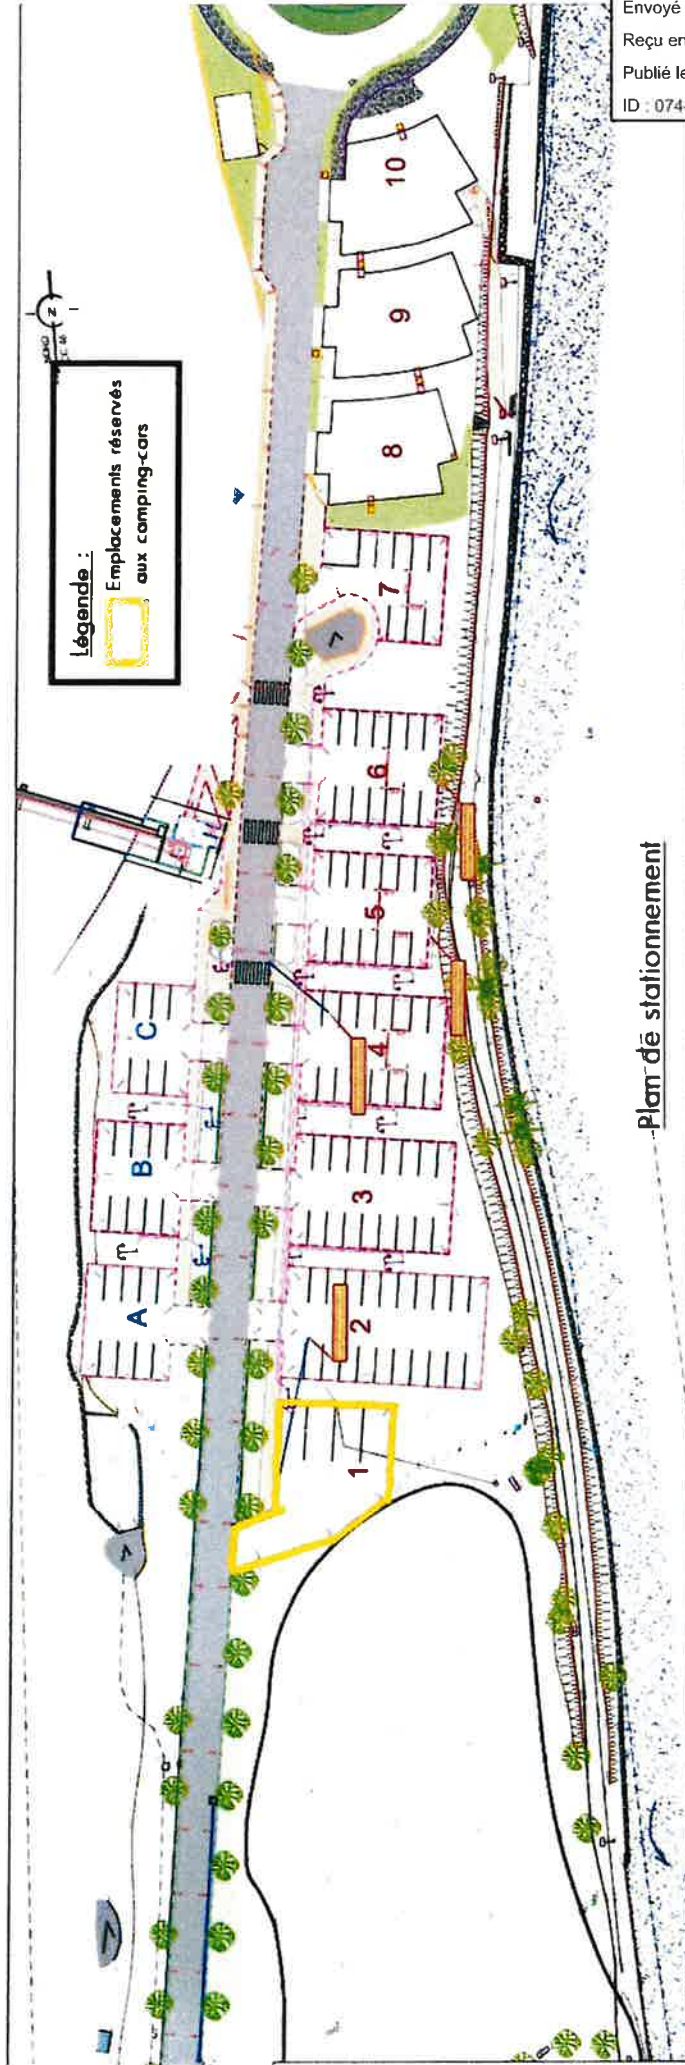 Envoyé
Reçu en
Publié le
ID : 074-
NORD
N
Légende :
Emplacements réservés
aux camping-cars
A
B
C
1
2
3
4
5
6
7
8
9
10
Plan de stationnement